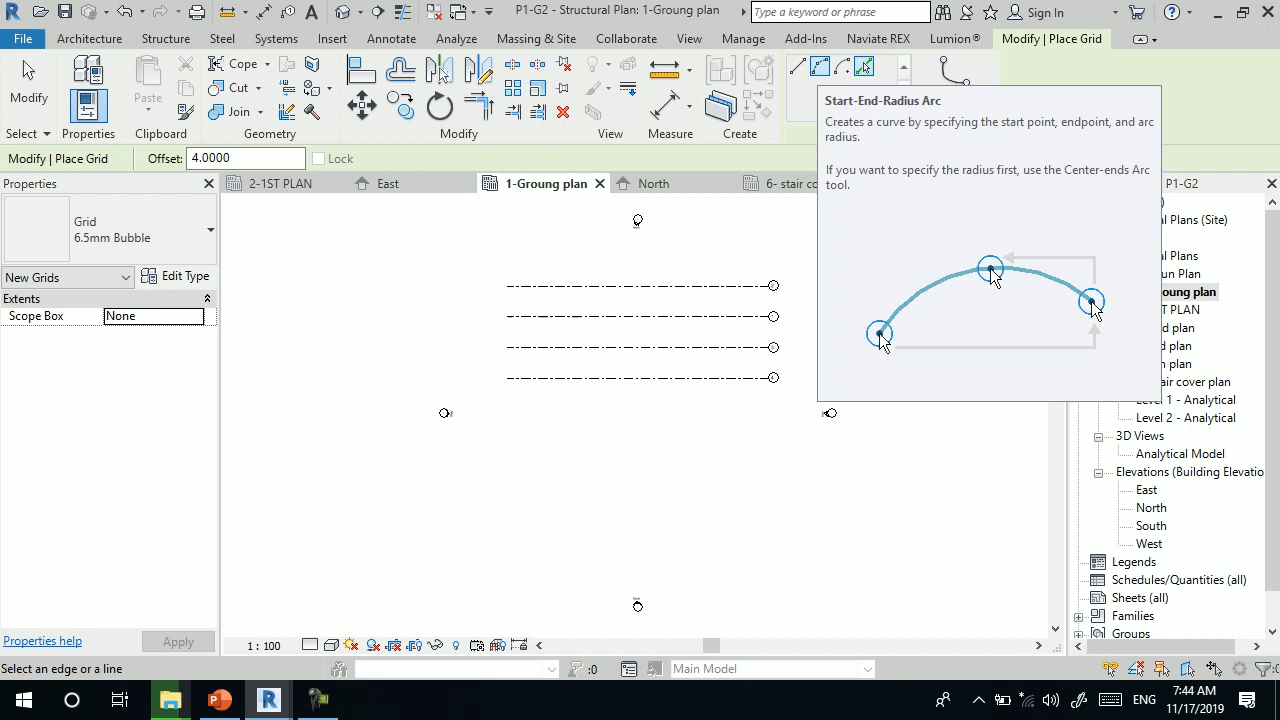 P1-G2 - Structural Plan: 1-Groung plan
Type a keyword or phrase
Sign In
File
Architecture
Structure
Steel
Systems
Insert
Annotate
Analyze
Massing & Site
Collaborate
View
Manage
Add-Ins
Naviate REX
Lumion®
Modify | Place Grid
Modify
Paste
Cope
Cut
Join
Select
Properties
Clipboard
Geometry
Modify
View
Measure
Create
Modify | Place Grid
Offset:
4.0000
Lock
Start-End-Radius Arc
Creates a curve by specifying the start point, endpoint, and arc
radius.
If you want to specify the radius first, use the Center-ends Arc
tool.
Properties
2-1ST PLAN
East
1-Groung plan
North
6- stair co
P1-G2
Grid
6.5mm Bubble
New Grids
Edit Type
Extents
Scope Box
None
Properties help
Apply
al Plans (Site)
al Plans
un Plan
Groung plan
T PLAN
d plan
plan
d plan
air cover plan
Level 1 - Analytical
Level 2 - Analytical
3D Views
Analytical Model
Elevations (Building Elevatio
East
North
South
West
Legends
Schedules/Quantities (all)
Sheets (all)
Families
Groups
1 : 100
Select an edge or a line
:0
Main Model
:0
ENG
7:44 AM
11/17/2019